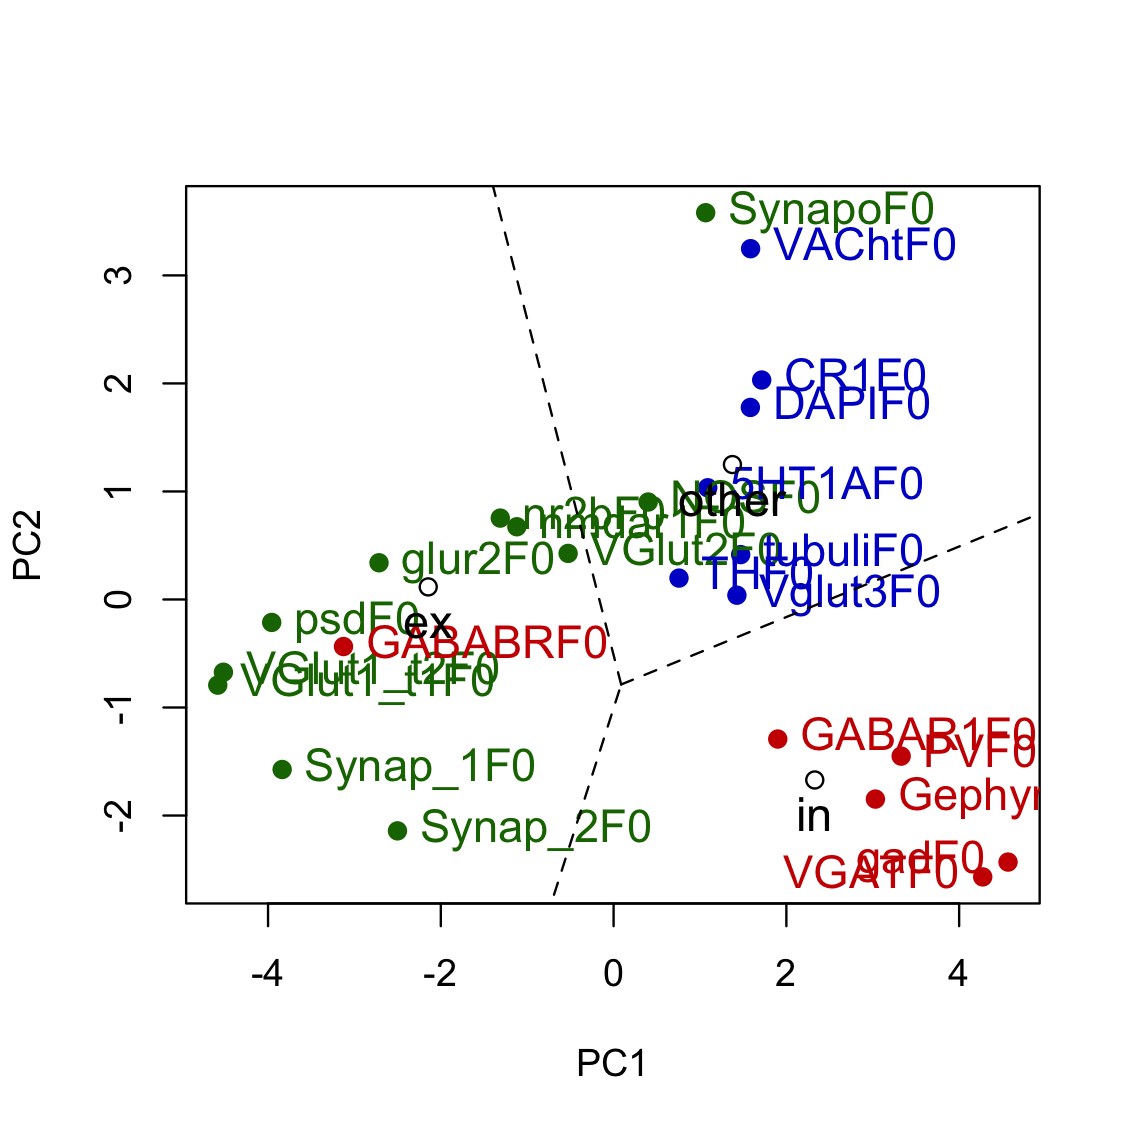 SynapoF0
VAChtF0
3
CR1F0
2
DAPIF0
5HT1AF0
1
NOSF0
other
nr2bF0
nmdar1F0
VGlut2F0
tubuliF0
glur2F0
THF0
Vglut3F0
0
psdF0
ex
GABABRF0
VGlut1_t2F0
VGlut1_t1F0
-1
GABAR1F0
PVF0
Synap_1F0
Gephyr
in
-2
Synap_2F0
gadF0
VGATF0
-4
-2
0
2
4
PC1
PC2